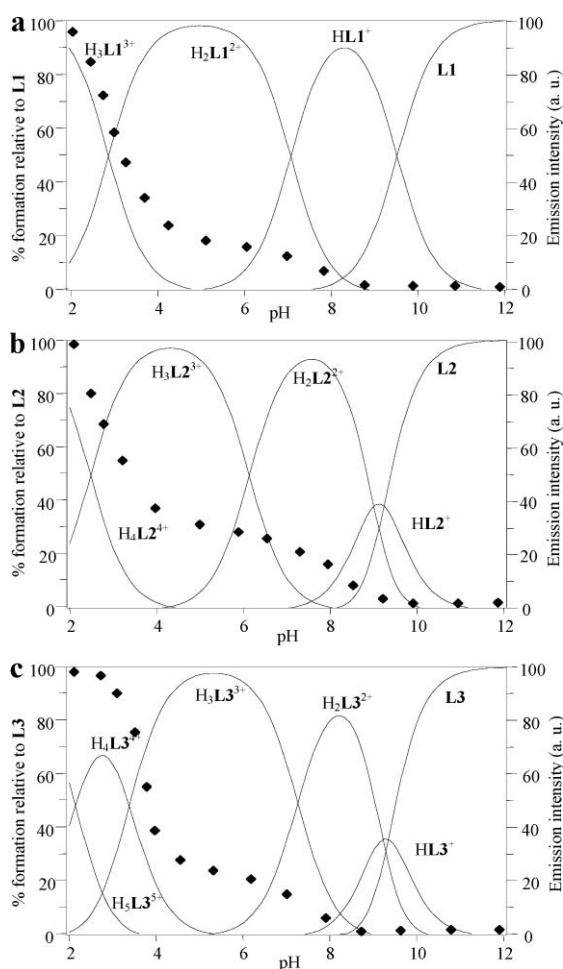 a
% formation relative to L1
Emission intensity (a. u.)
100
80
60
40
20
0
100
80
60
40
20
0
H₃L1³⁺
H₂L1²⁺
HL1⁺
L1
2
4
6
8
10
12
pH
b
% formation relative to L2
Emission intensity (a. u.)
100
80
60
40
20
0
100
80
60
40
20
0
H₃L2³⁺
H₂L2²⁺
L2
H₄L2⁴⁺
HL2⁺
2
4
6
8
10
12
pH
c
% formation relative to L3
Emission intensity (a. u.)
100
80
60
40
20
0
100
80
60
40
20
0
H₃L3³⁺
H₂L3²⁺
L3
H₄L3⁴⁺
HL3⁺
H₅L3⁵⁺
2
4
6
8
10
12
pH